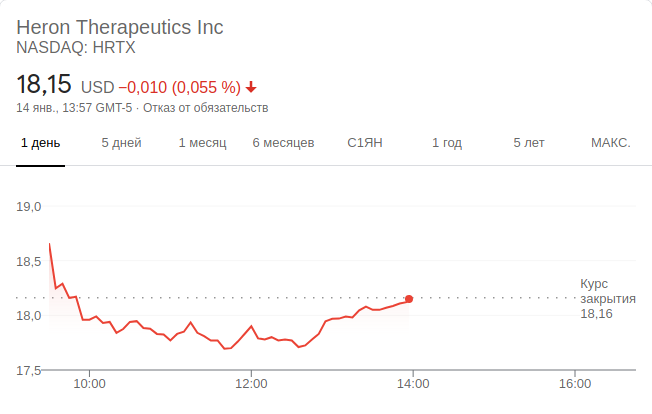 Heron Therapeutics Inc
NASDAQ: HRTX
18,15 USD −0,010 (0,055 %)
14 янв., 13:57 GMT-5 · Отказ от обязательств
1 день 5 дней 1 месяц 6 месяцев С1ЯН 1 год 5 лет МАКС.
19,0
18,5
Курс
закрытия
18,16
18,0
17,5
10:00 12:00 14:00 16:00